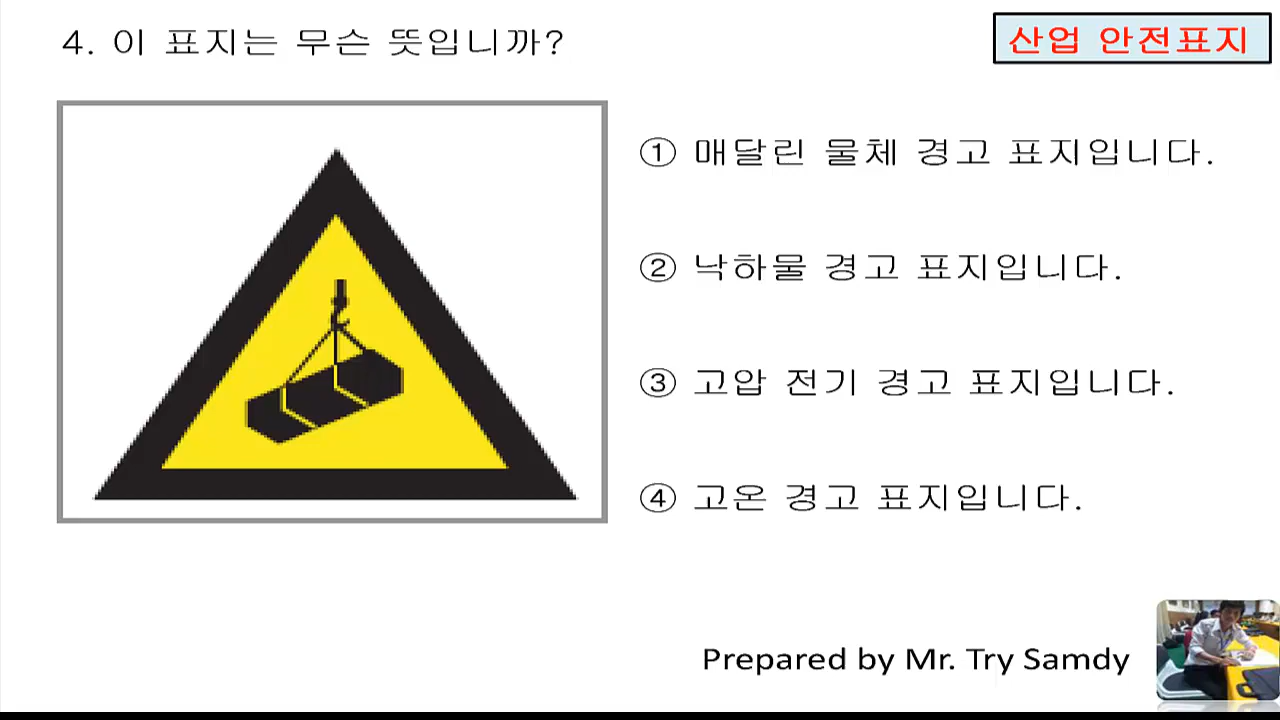 4. 이 표지는 무슨 뜻입니까?
산업 안전표지
① 매달린 물체 경고 표지입니다.
② 낙하물 경고 표지입니다.
③ 고압 전기 경고 표지입니다.
④ 고온 경고 표지입니다.
Prepared by Mr. Try Samdy